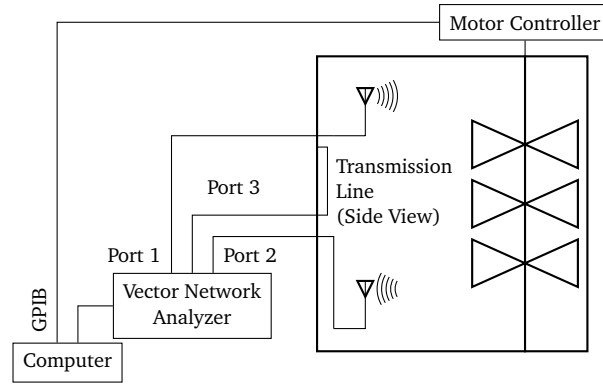 Motor Controller
Transmission
Line
(Side View)
Port 3
Port 1
Port 2
Vector Network
Analyzer
GPIB
Computer